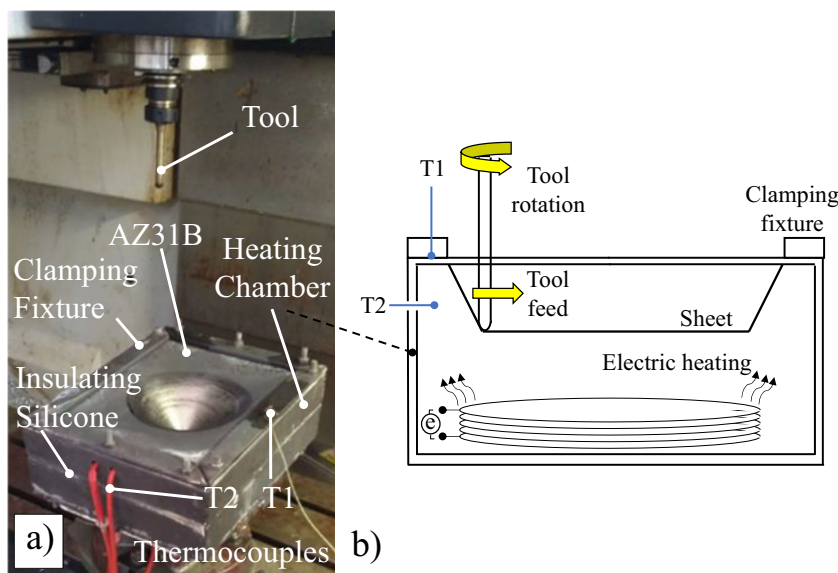 Tool
AZ31B
Clamping
Fixture
Heating
Chamber
Insulating
Silicone
T2
T1
Thermocouples
a)
T1
Tool
rotation
Clamping
fixture
T2
Tool
feed
Sheet
Electric heating
e
b)